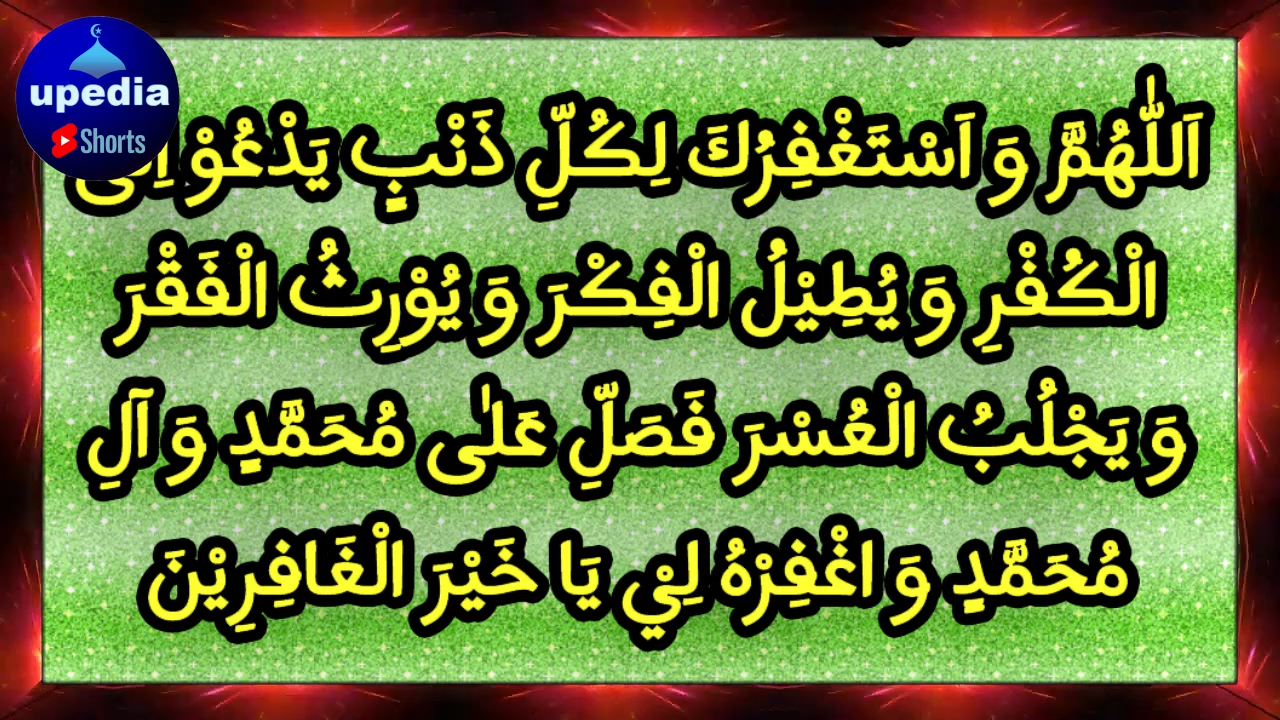 upedia
Shorts
اَللّٰهُمَّ وَ اَسْتَغْفِرُكَ لِكُلِّ ذَنْبٍ يَدْعُوْ
الْكُفْرِ وَ يُطِيْلُ الْفِكْرَ وَ يُوْرِثُ الْفَقْرَ
وَ يَجْلُبُ الْعُسْرَ فَصَلِّ عَلٰى مُحَمَّدٍ وَ آلِ
مُحَمَّدٍ وَ اغْفِرْهُ لِيْ يَا خَيْرَ الْغَافِرِيْنَ